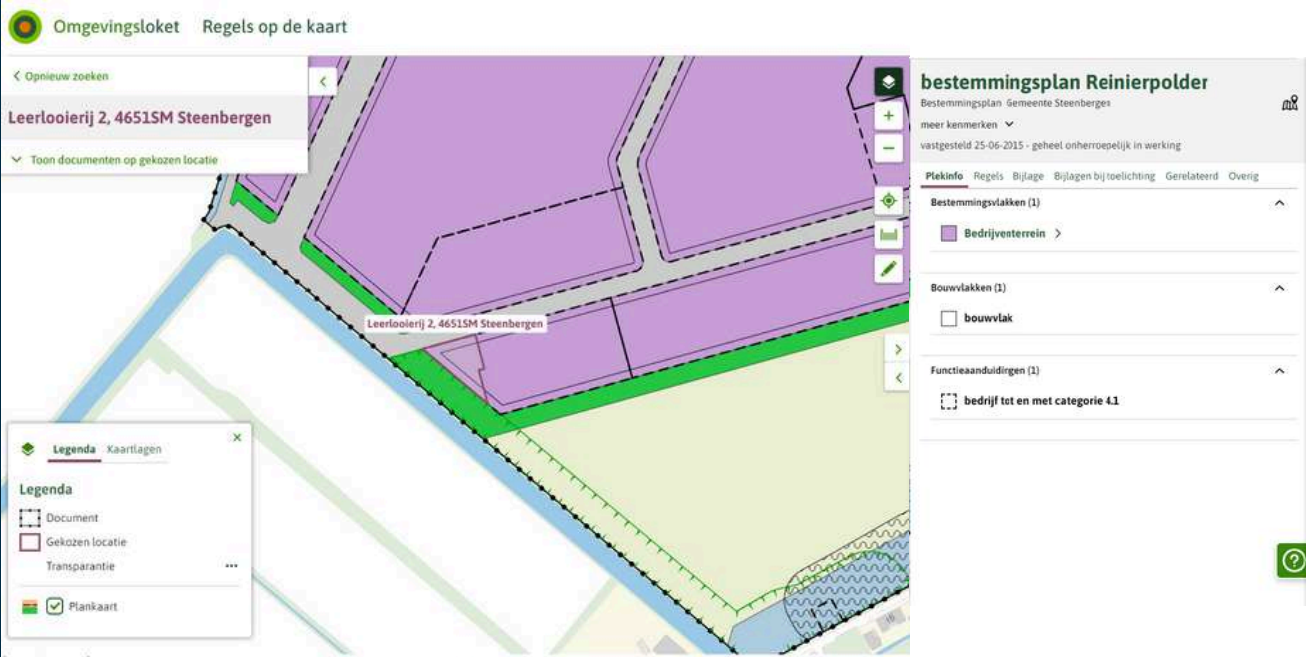 Omgevingsloket Regels op de kaart
Opnieuw zoeken
Leerlooierij 2, 4651SM Steenbergen
Toon documenten op gekozen locatie
Leerlooierij 2, 4651SM Steenbergen
Legenda Kaartlagen
Legenda
Document
Gekozen locatie
Transparantie
Plankaart
bestemmingsplan Reinierpolder
Bestemmingsplan Gemeente Steenbergen
meer kenmerken
vastgesteld 25-06-2015 - geheel onherroepelijk in werking
Plekinfo Regels Bijlage Bijlagen bij toelichting Gerelateerd Overig
Bestemmingsvlakken (1)
Bedrijventerrein
Bouwvlakken (1)
bouwvlak
Functieaanduidingen (1)
bedrijf tot en met categorie 4.1